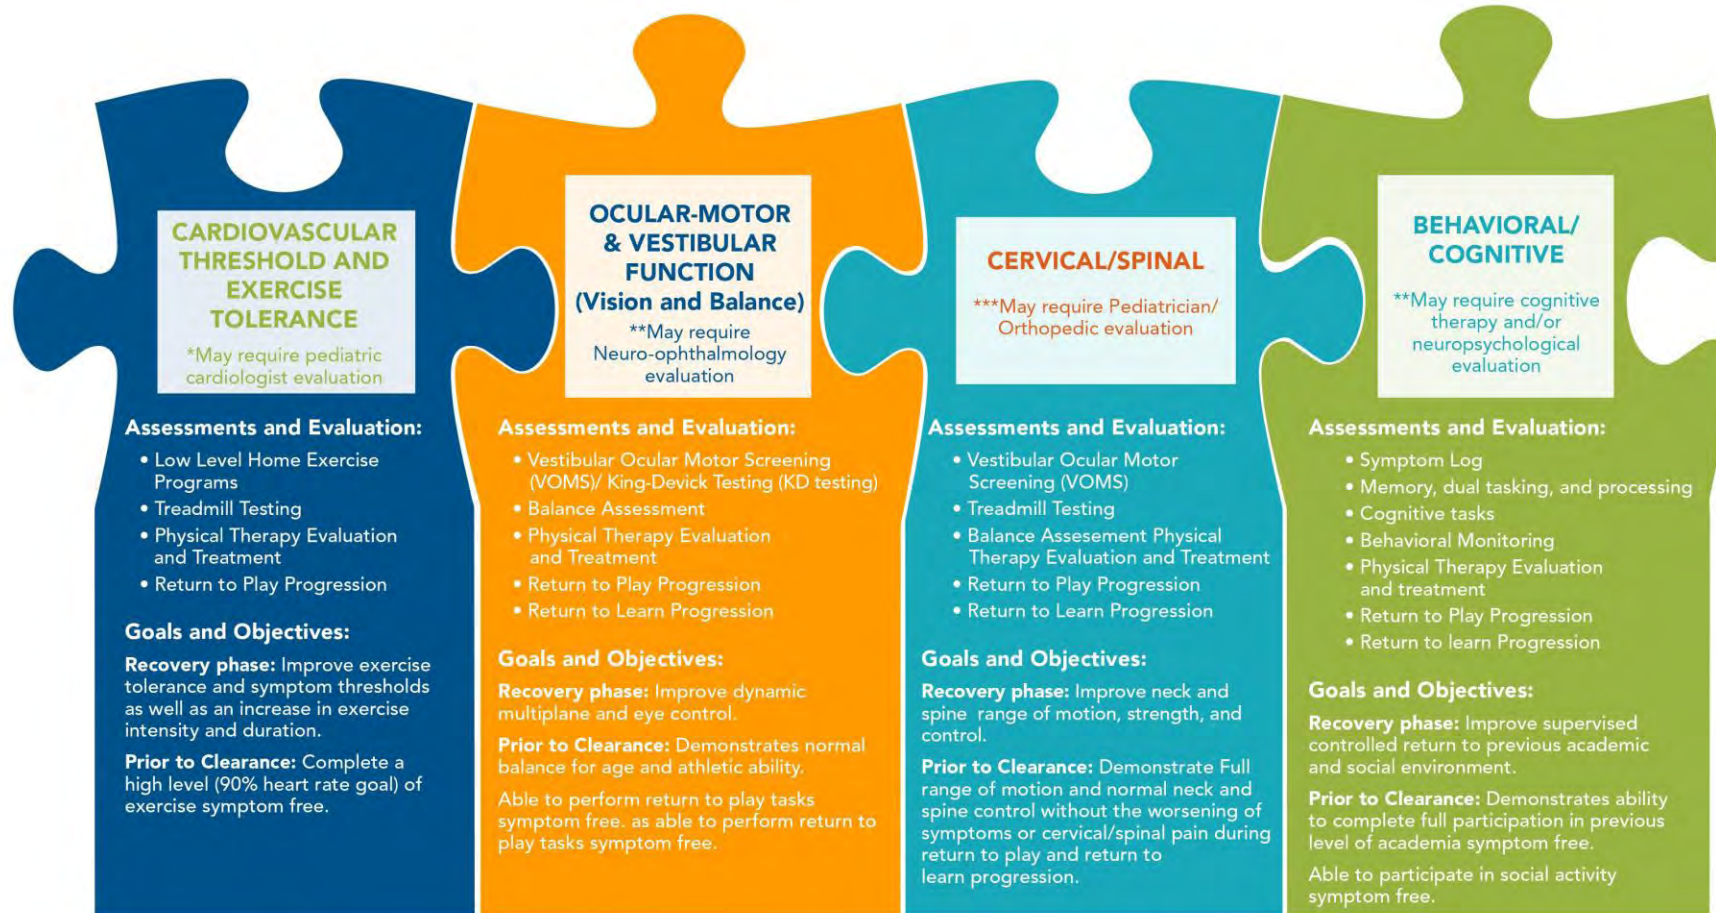 CARDIOVASCULAR
THRESHOLD AND
EXERCISE
TOLERANCE
*May require pediatric
cardiologist evaluation
Assessments and Evaluation:
• Low Level Home Exercise
Programs
• Treadmill Testing
• Physical Therapy Evaluation
and Treatment
• Return to Play Progression
Goals and Objectives:
Recovery phase: Improve exercise
tolerance and symptom thresholds
as well as an increase in exercise
intensity and duration.
Prior to Clearance: Complete a
high level (90% heart rate goal) of
exercise symptom free.
OCULAR-MOTOR
& VESTIBULAR
FUNCTION
(Vision and Balance)
**May require
Neuro-ophthalmology
evaluation
Assessments and Evaluation:
• Vestibular Ocular Motor Screening
(VOMS)/ King-Devick Testing (KD testing)
• Balance Assessment
• Physical Therapy Evaluation
and Treatment
• Return to Play Progression
• Return to Learn Progression
Goals and Objectives:
Recovery phase: Improve dynamic
multiplane and eye control.
Prior to Clearance: Demonstrates normal
balance for age and athletic ability.
Able to perform return to play tasks
symptom free. as able to perform return to
play tasks symptom free.
CERVICAL/SPINAL
***May require Pediatrician/
Orthopedic evaluation
Assessments and Evaluation:
• Vestibular Ocular Motor
Screening (VOMS)
• Treadmill Testing
• Balance Assesement Physical
Therapy Evaluation and Treatment
• Return to Play Progression
• Return to Learn Progression
Goals and Objectives:
Recovery phase: Improve neck and
spine range of motion, strength, and
control.
Prior to Clearance: Demonstrate Full
range of motion and normal neck and
spine control without the worsening of
symptoms or cervical/spinal pain during
return to play and return to
learn progression.
BEHAVIORAL/
COGNITIVE
**May require cognitive
therapy and/or
neuropsychological
evaluation
Assessments and Evaluation:
• Symptom Log
• Memory, dual tasking, and processing
• Cognitive tasks
• Behavioral Monitoring
• Physical Therapy Evaluation
and treatment
• Return to Play Progression
• Return to learn Progression
Goals and Objectives:
Recovery phase: Improve supervised
controlled return to previous academic
and social environment.
Prior to Clearance: Demonstrates ability
to complete full participation in previous
level of academia symptom free.
Able to participate in social activity
symptom free.